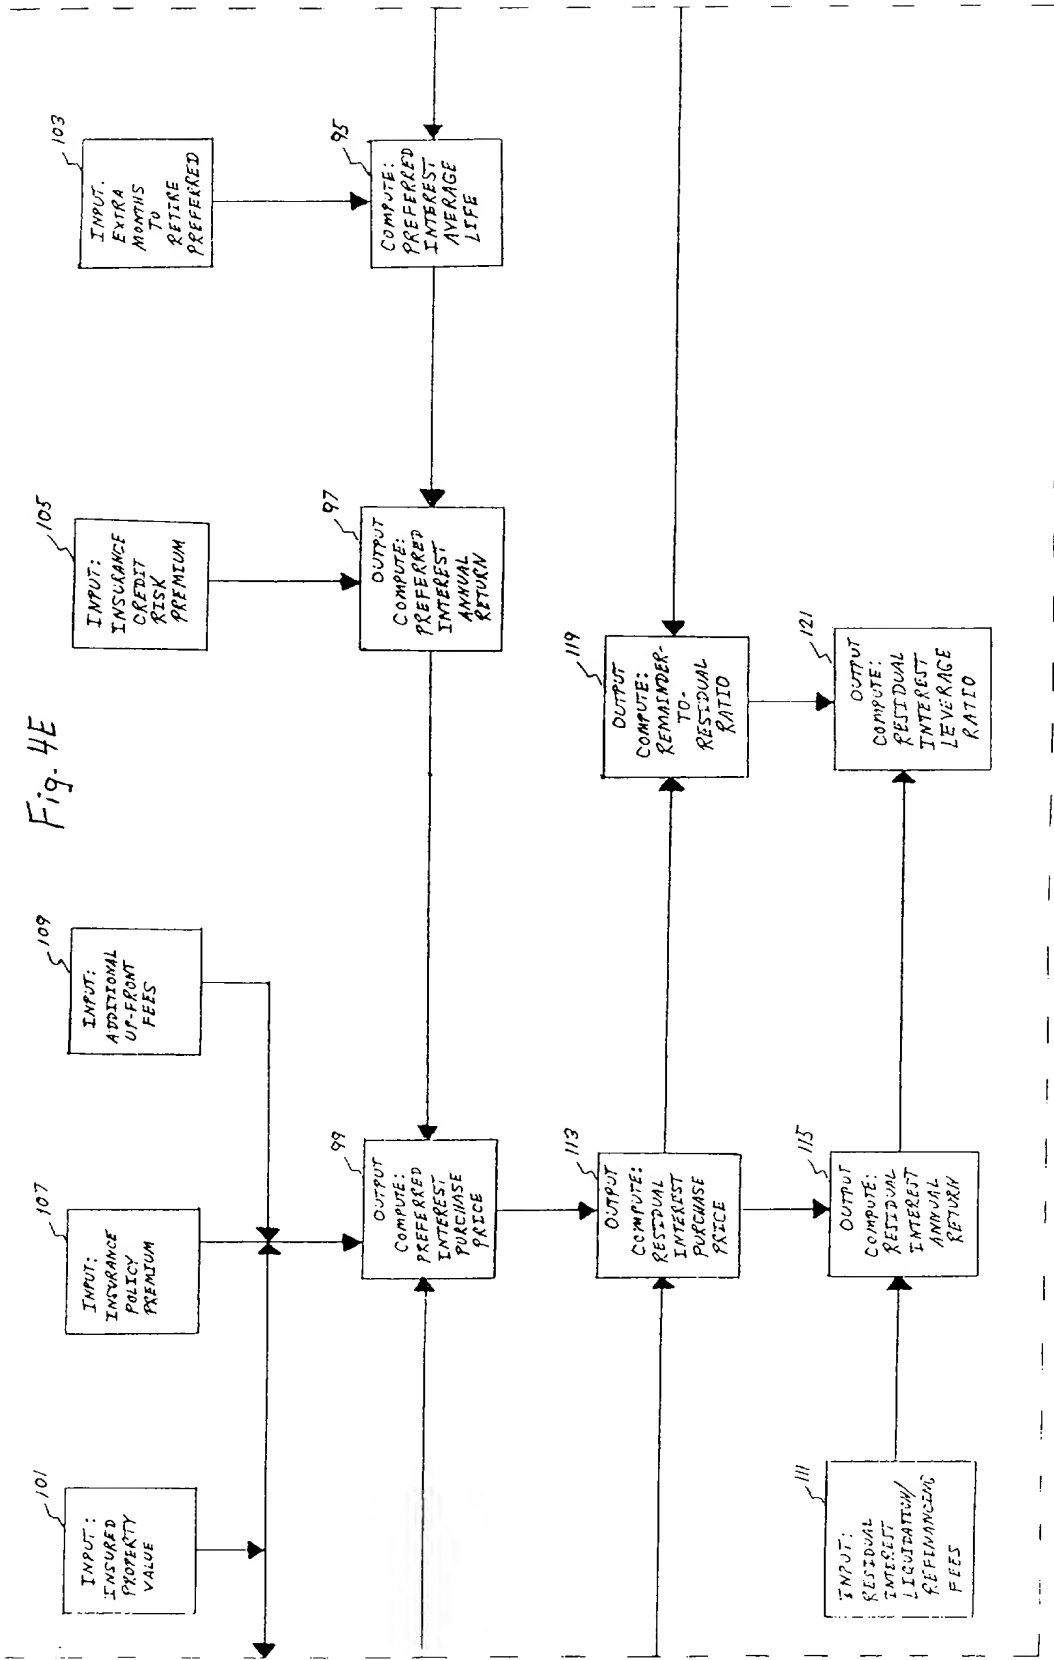 Fig. 4E
101
INPUT:
INSURED
PROPERTY
VALUE
107
INPUT:
INSURANCE
POLICY
PREMIUM
109
INPUT:
ADDITIONAL
UP-FRONT
FEES
105
INPUT:
INSURANCE
CREDIT
RISK
PREMIUM
103
INPUT.
EXTRA
MONTHS
TO
RETIRE
PREFERRED
99
OUTPUT
COMPUTE:
PREFERRED
INTEREST
PURCHASE
PRICE
97
OUTPUT
COMPUTE:
PREFERRED
INTEREST
ANNUAL
RETURN
95
COMPUTE:
PREFERRED
INTEREST
AVERAGE
LIFE
113
OUTPUT
COMPUTE:
RESIDUAL
INTEREST
PURCHASE
PRICE
119
OUTPUT
COMPUTE:
REMAINDER-
TO-
RESIDUAL
RATIO
111
INPUT:
RESIDUAL
INTEREST
LIQUIDATION/
REFINANCING
FEES
115
OUTPUT
COMPUTE:
RESIDUAL
INTEREST
ANNUAL
RETURN
121
OUTPUT
COMPUTE:
RESIDUAL
INTEREST
LEVERAGE
RATIO